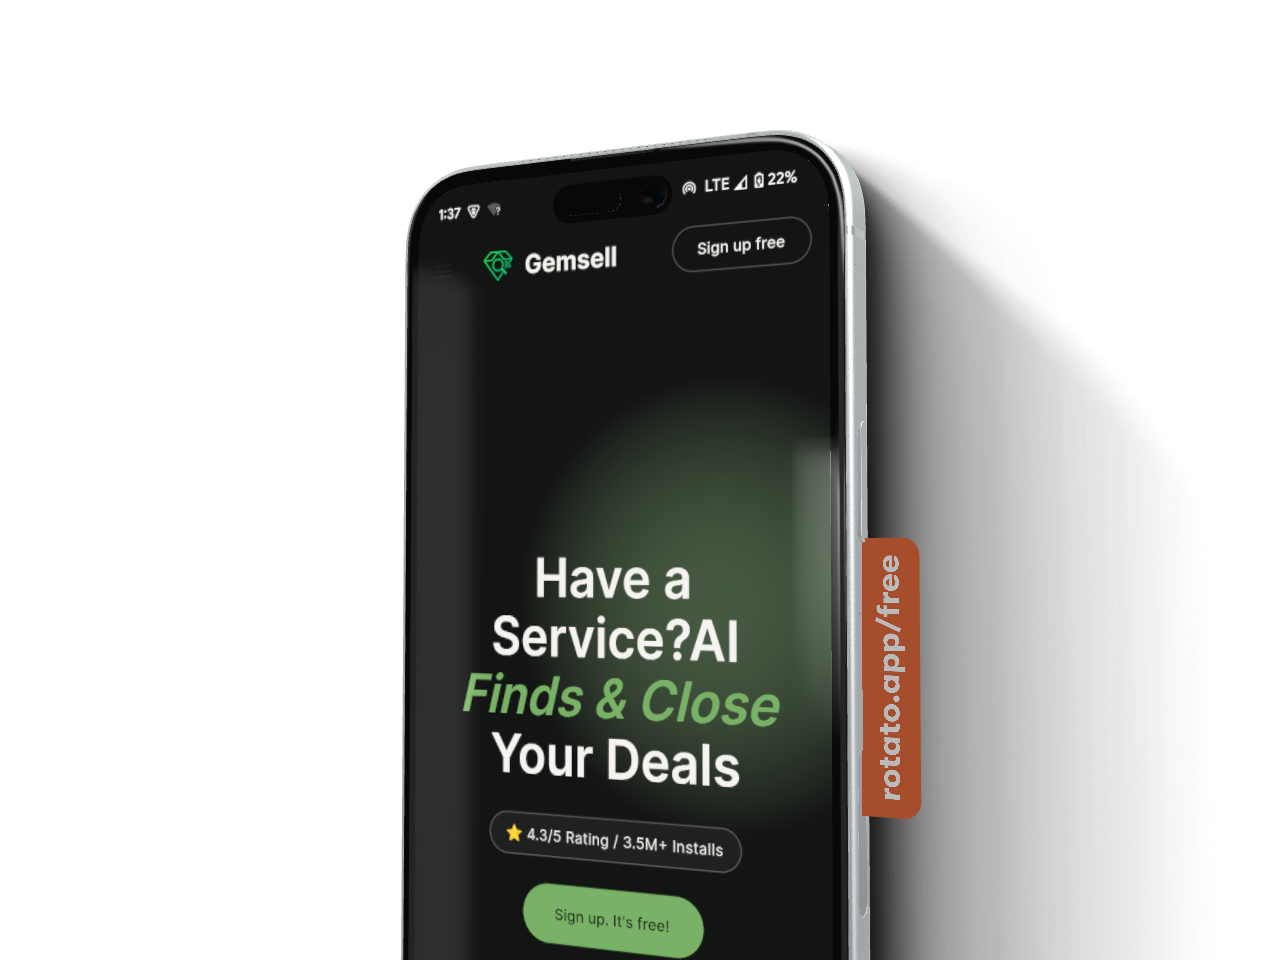 1:37 LTE 22%
Gemsell
Sign up free
Have a
Service?AI
Finds & Close
Your Deals
⭐ 4.3/5 Rating / 3.5M+ Installs
Sign up. It's free!
rotato.app/free